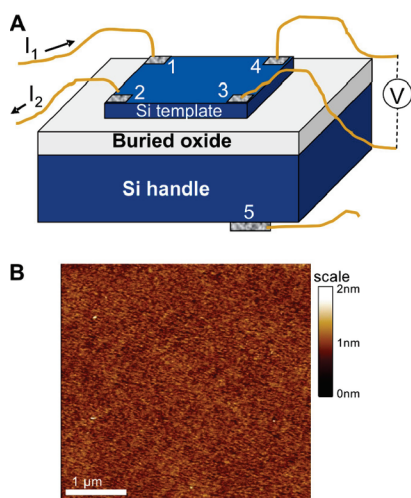 A
I1
1
4
I2
2
3
V
Si template
Buried oxide
Si handle
5
B
scale
2nm
1nm
0nm
1 µm